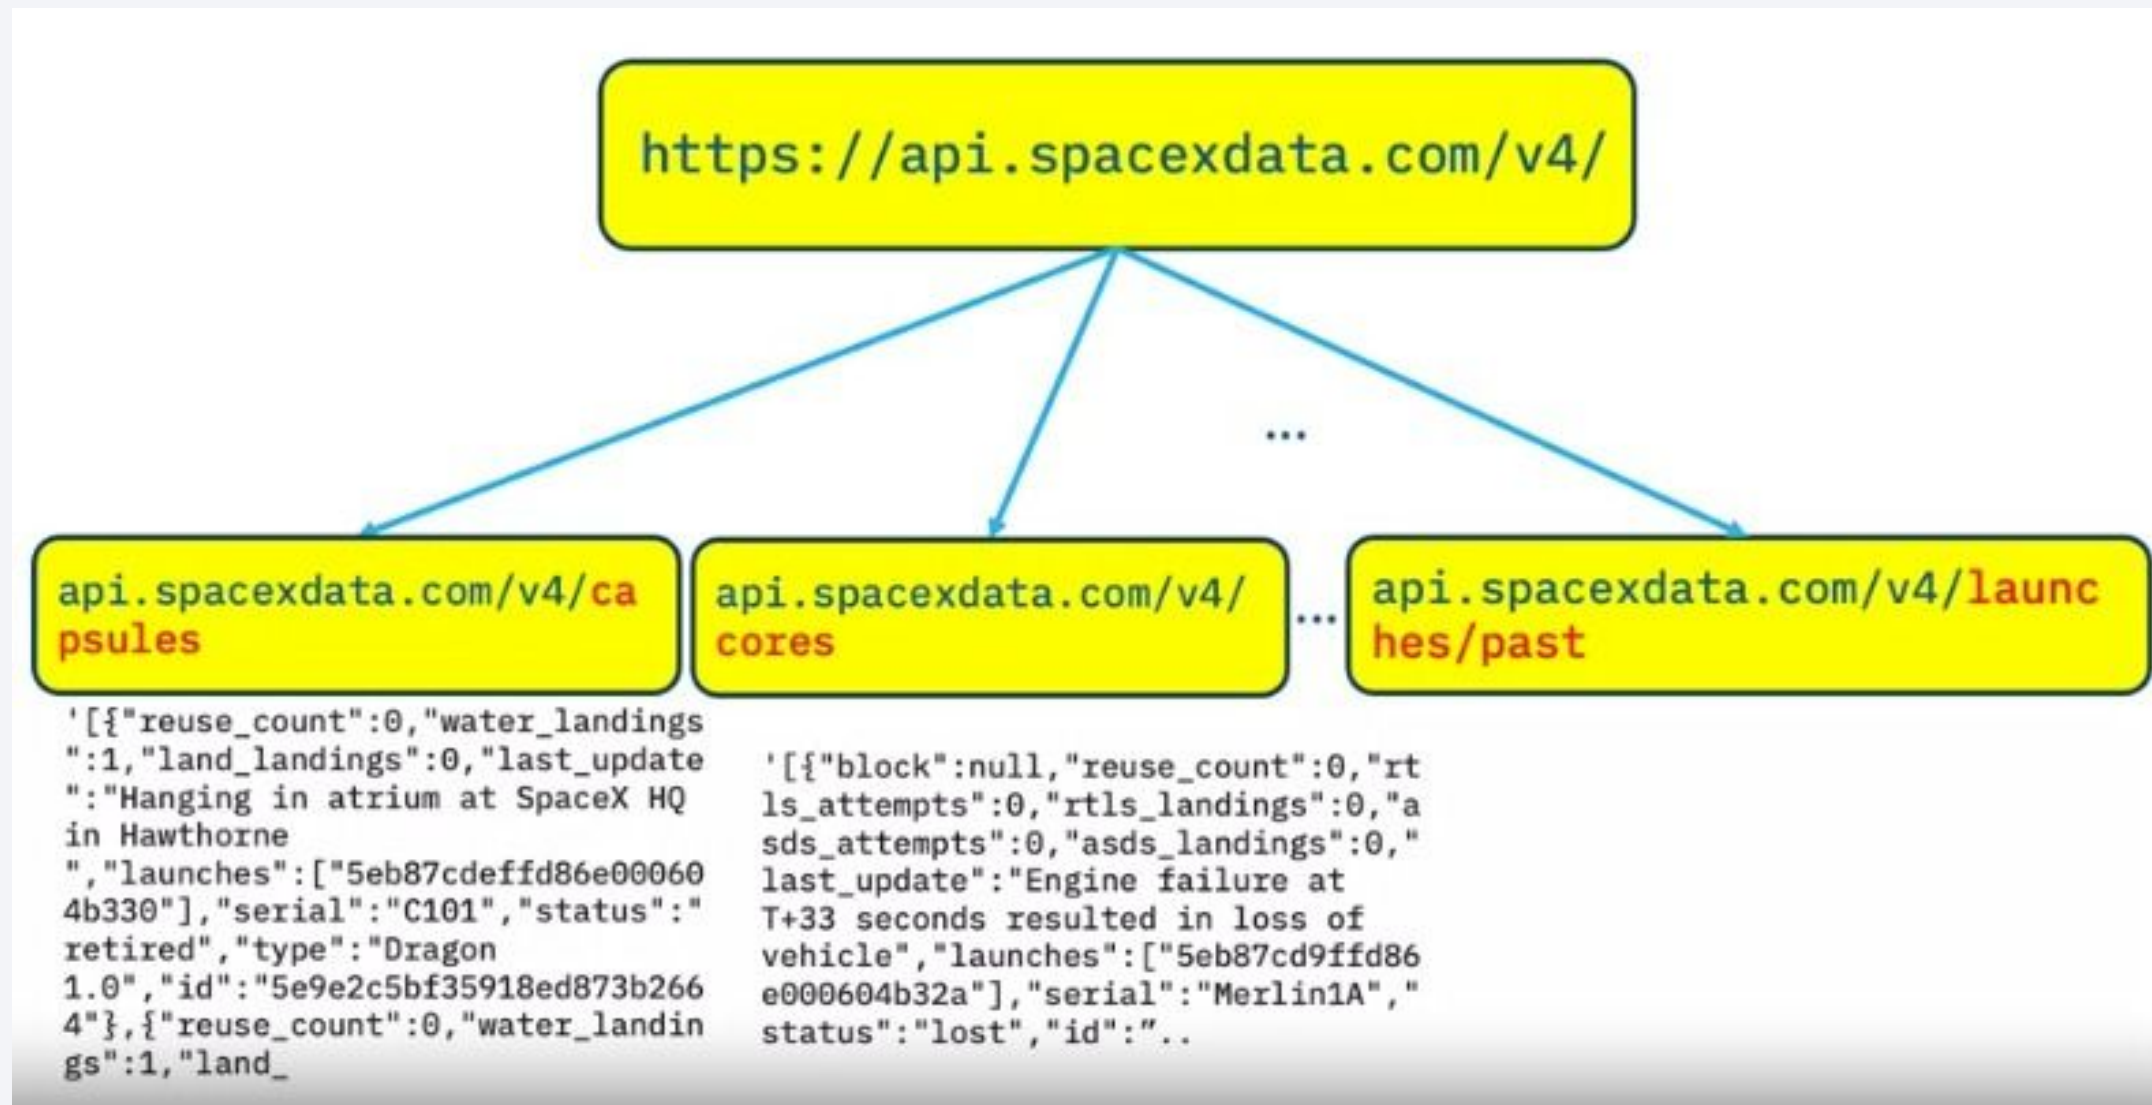 https://api.spacexdata.com/v4/
...
api.spacexdata.com/v4/ca
psules
api.spacexdata.com/v4/
cores
...
api.spacexdata.com/v4/launc
hes/past
'[{"reuse_count":0,"water_landings
":1,"land_landings":0,"last_update
":"Hanging in atrium at SpaceX HQ
in Hawthorne
","launches":["5eb87cdeffd86e00060
4b330"],"serial":"C101","status":"
retired","type":"Dragon
1.0","id":"5e9e2c5bf35918ed873b266
4"},{"reuse_count":0,"water_landin
gs":1,"land_
'[{"block":null,"reuse_count":0,"rt
ls_attempts":0,"rtls_landings":0,"a
sds_attempts":0,"asds_landings":0,"
last_update":"Engine failure at
T+33 seconds resulted in loss of
vehicle","launches":["5eb87cd9ffd86
e000604b32a"],"serial":"Merlin1A","
status":"lost","id":”..